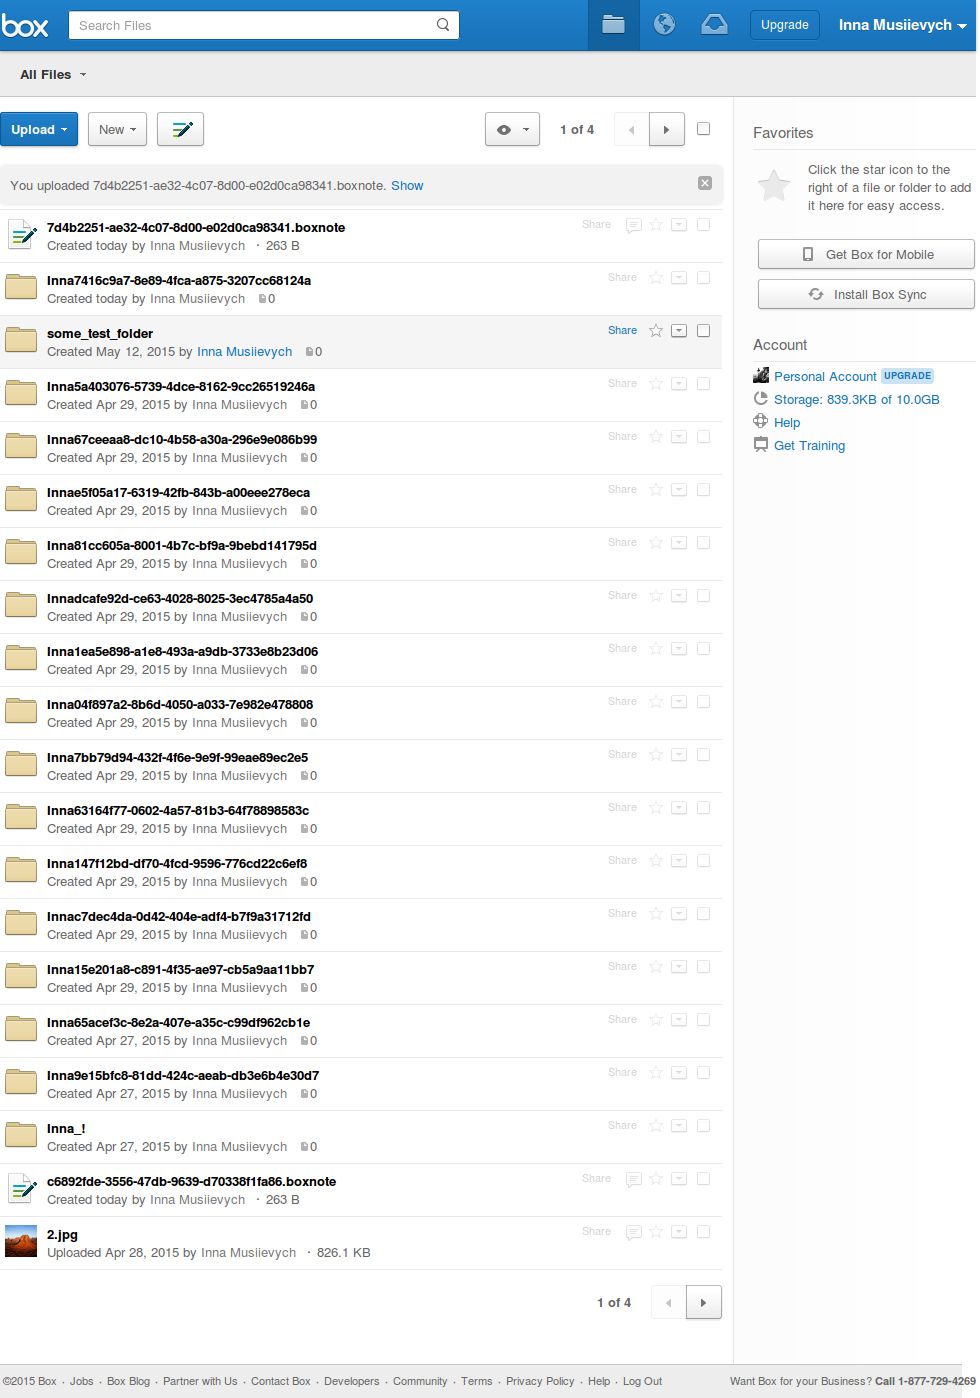 box
Search Files
Upgrade
Inna Musiievych
All Files
Upload
New
1 of 4
You uploaded 7d4b2251-ae32-4c07-8d00-e02d0ca98341.boxnote. Show
7d4b2251-ae32-4c07-8d00-e02d0ca98341.boxnote
Share
Created today by Inna Musiievych · 263 B
Inna7416c9a7-8e89-4fca-a875-3207cc68124a
Share
Created today by Inna Musiievych 0
some_test_folder
Share
Created May 12, 2015 by Inna Musiievych 0
Inna5a403076-5739-4dce-8162-9cc26519246a
Share
Created Apr 29, 2015 by Inna Musiievych 0
Inna67ceeaa8-dc10-4b58-a30a-296e9e086b99
Share
Created Apr 29, 2015 by Inna Musiievych 0
Innae5f05a17-6319-42fb-843b-a00eee278eca
Share
Created Apr 29, 2015 by Inna Musiievych 0
Inna81cc605a-8001-4b7c-bf9a-9bebd141795d
Share
Created Apr 29, 2015 by Inna Musiievych 0
Innadcafe92d-ce63-4028-8025-3ec4785a4a50
Share
Created Apr 29, 2015 by Inna Musiievych 0
Inna1ea5e898-a1e8-493a-a9db-3733e8b23d06
Share
Created Apr 29, 2015 by Inna Musiievych 0
Inna04f897a2-8b6d-4050-a033-7e982e478808
Share
Created Apr 29, 2015 by Inna Musiievych 0
Inna7bb79d94-432f-4f6e-9e9f-99eae89ec2e5
Share
Created Apr 29, 2015 by Inna Musiievych 0
Inna63164f77-0602-4a57-81b3-64f78898583c
Share
Created Apr 29, 2015 by Inna Musiievych 0
Inna147f12bd-df70-4fcd-9596-776cd22c6ef8
Share
Created Apr 29, 2015 by Inna Musiievych 0
Innac7dec4da-0d42-404e-adf4-b7f9a31712fd
Share
Created Apr 29, 2015 by Inna Musiievych 0
Inna15e201a8-c891-4f35-ae97-cb5a9aa11bb7
Share
Created Apr 29, 2015 by Inna Musiievych 0
Inna65acef3c-8e2a-407e-a35c-c99df962cb1e
Share
Created Apr 27, 2015 by Inna Musiievych 0
Inna9e15bfc8-81dd-424c-aeab-db3e6b4e30d7
Share
Created Apr 27, 2015 by Inna Musiievych 0
Inna_!
Share
Created Apr 27, 2015 by Inna Musiievych 0
c6892fde-3556-47db-9639-d70338f1fa86.boxnote
Share
Created today by Inna Musiievych · 263 B
2.jpg
Share
Uploaded Apr 28, 2015 by Inna Musiievych · 826.1 KB
1 of 4
Favorites
Click the star icon to the
right of a file or folder to add
it here for easy access.
Get Box for Mobile
Install Box Sync
Account
Personal Account UPGRADE
Storage: 839.3KB of 10.0GB
Help
Get Training
©2015 Box · Jobs · Box Blog · Partner with Us · Contact Box · Developers · Community · Terms · Privacy Policy · Help · Log Out
Want Box for your Business? Call 1-877-729-4269